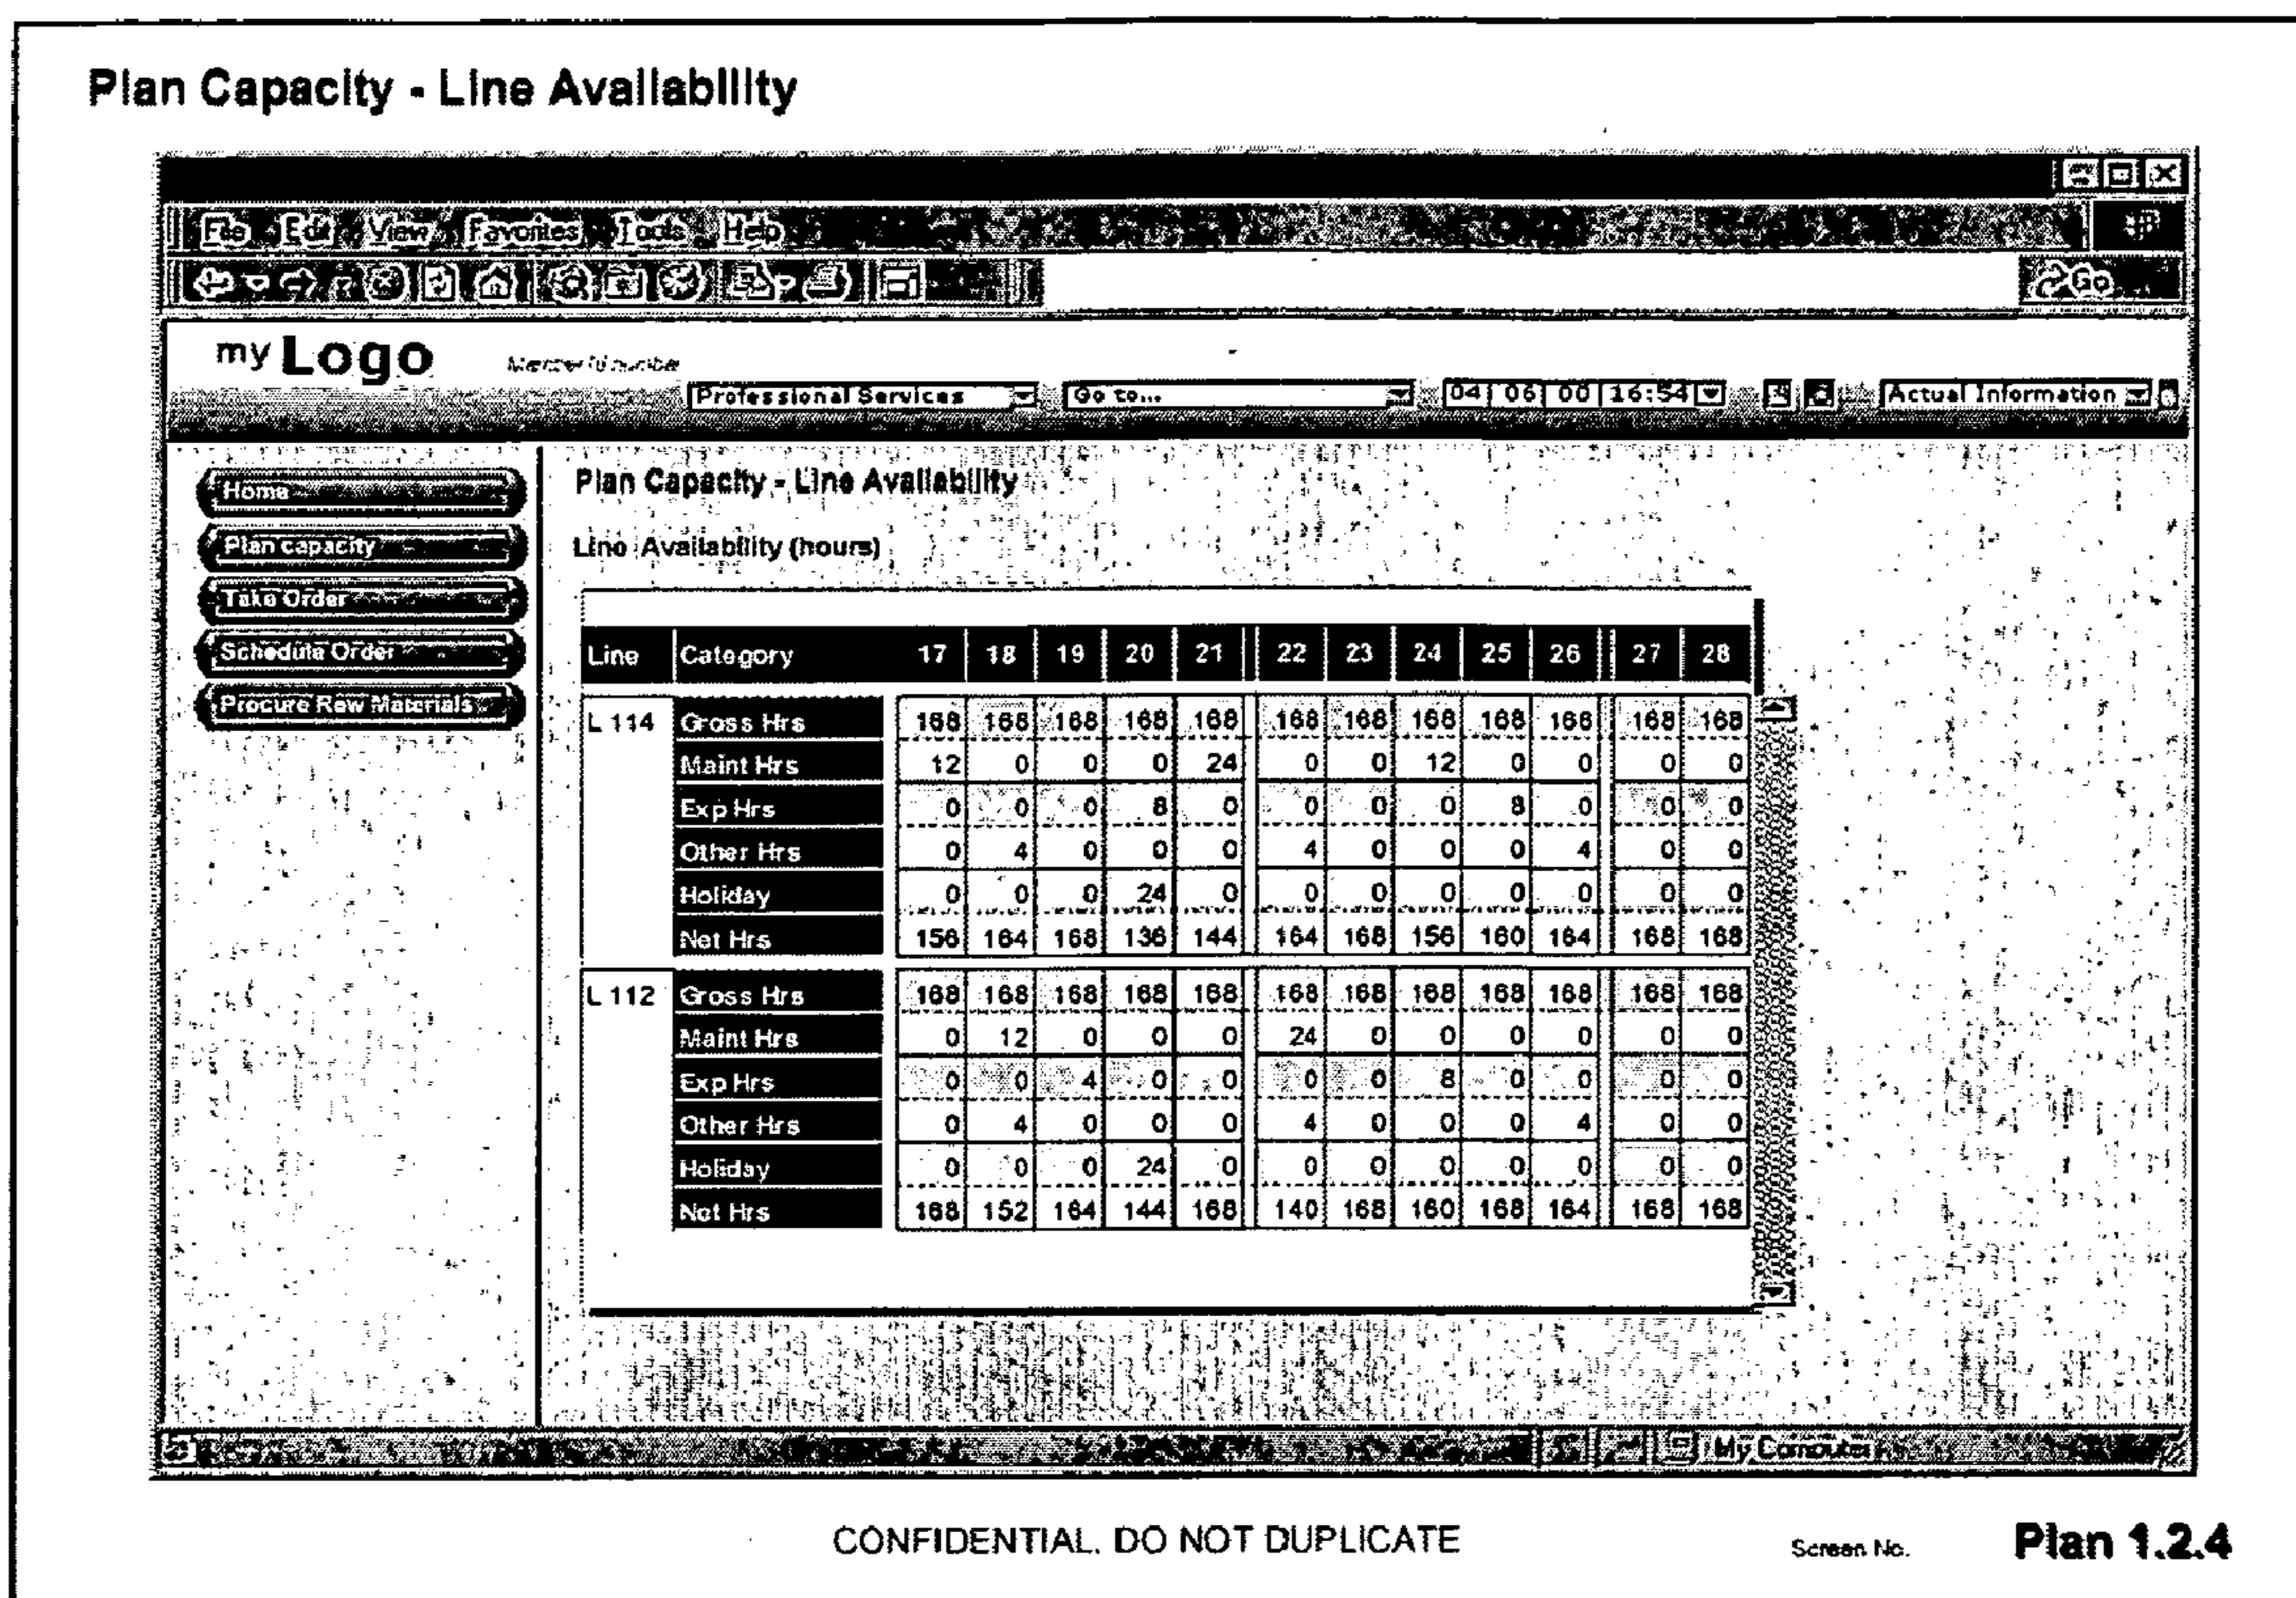 Plan Capacity - Line Availability
File Edit View Favorites Tools Help
Go
my Logo
Member Id number
Professional Services Go to... 04 06 00 16:54 Actual Information
Home
Plan capacity
Take Order
Schedule Order
Procure Raw Materials
Plan Capacity - Line Availability
Line Availability (hours)
Line Category 17 18 19 20 21 22 23 24 25 26 27 28
L 114 Gross Hrs 168 168 168 168 168 168 168 168 168 168 168 168
Maint Hrs 12 0 0 0 24 0 0 12 0 0 0 0
Exp Hrs 0 0 0 8 0 0 0 0 8 0 0 0
Other Hrs 0 4 0 0 0 4 0 0 0 4 0 0
Holiday 0 0 0 24 0 0 0 0 0 0 0 0
Net Hrs 156 164 168 136 144 164 168 156 160 164 168 168
L 112 Gross Hrs 168 168 168 168 168 168 168 168 168 168 168 168
Maint Hrs 0 12 0 0 0 24 0 0 0 0 0 0
Exp Hrs 0 0 4 0 0 0 0 8 0 0 0 0
Other Hrs 0 4 0 0 0 4 0 0 0 4 0 0
Holiday 0 0 0 24 0 0 0 0 0 0 0 0
Net Hrs 168 152 164 144 168 140 168 160 168 164 168 168
My Computer
CONFIDENTIAL. DO NOT DUPLICATE
Screen No. Plan 1.2.4